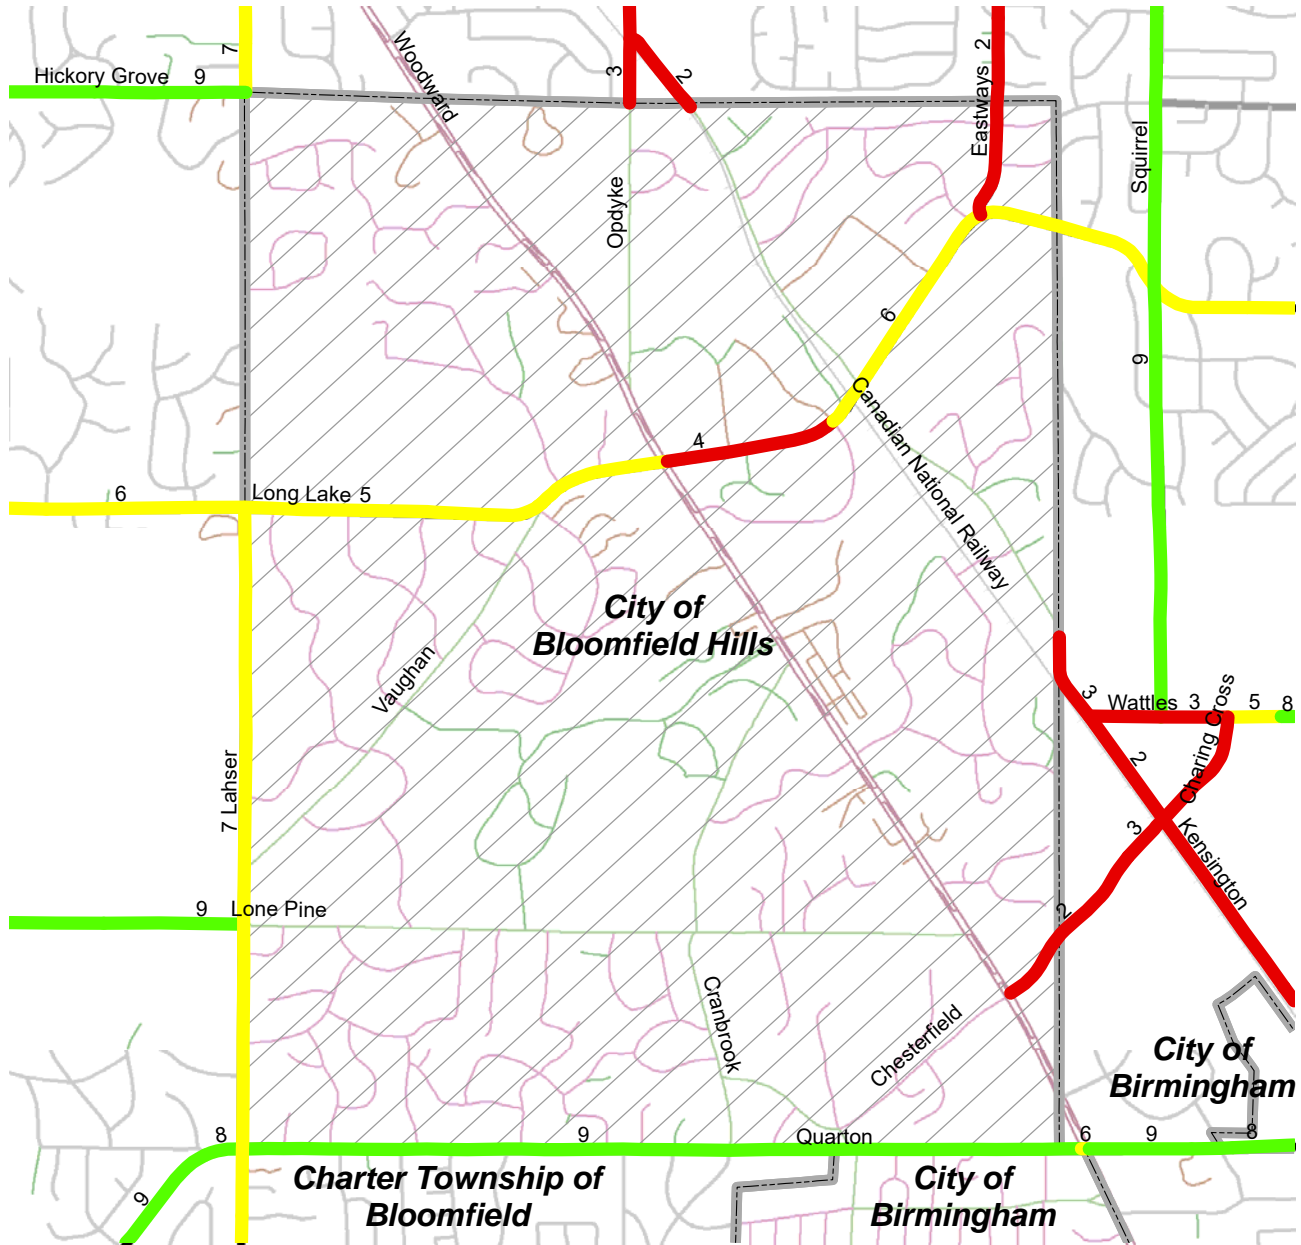 7
Hickory Grove 9
Woodward
3
2
Eastways 2
Squirrel
Opdyke
6
9
Canadian National Railway
4
6
Long Lake 5
City of
Bloomfield Hills
Vaughan
3
Wattles 3
5
8
Charing Cross
2
7 Lahser
3
Kensington
9
Lone Pine
2
Cranbrook
Chesterfield
City of
Birmingham
8
9
Quarton
6
9
8
9
Charter Township of
Bloomfield
City of
Birmingham